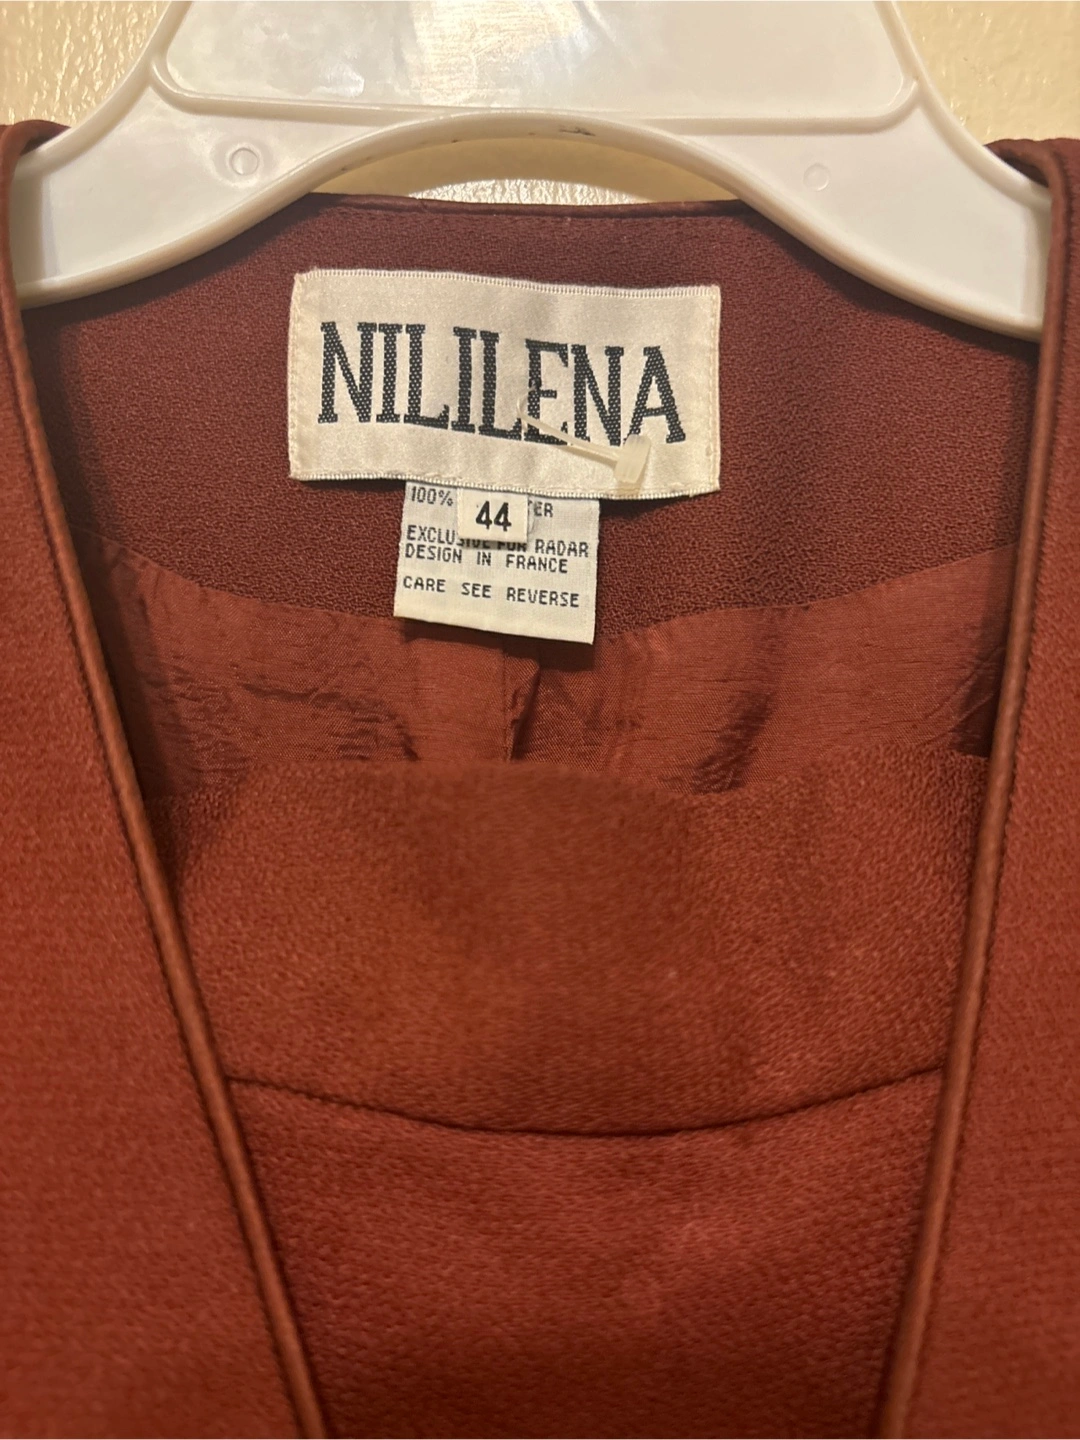 NILILENA
100%
44
EXCLUSIVE FOR RADAR
DESIGN IN FRANCE
CARE SEE REVERSE